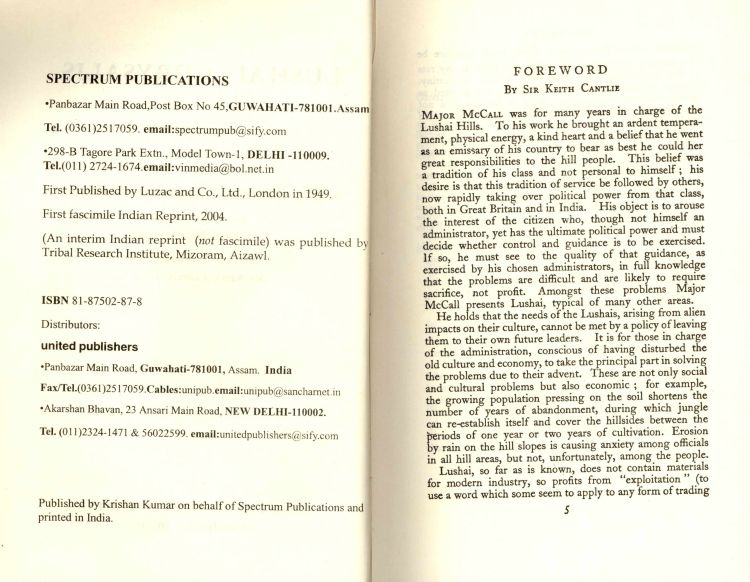 SPECTRUM PUBLICATIONS
•Panbazar Main Road,Post Box No 45,GUWAHATI-781001.Assam
Tel. (0361)2517059. email:spectrumpub@sify.com
•298-B Tagore Park Extn., Model Town-1, DELHI -110009.
Tel.(011) 2724-1674.email:vinmedia@bol.net.in
First Published by Luzac and Co., Ltd., London in 1949.
First fascimile Indian Reprint, 2004.
(An interim Indian reprint (not fascimile) was published by
Tribal Research Institute, Mizoram, Aizawl.
ISBN 81-87502-87-8
Distributors:
united publishers
•Panbazar Main Road, Guwahati-781001, Assam. India
Fax/Tel.(0361)2517059.Cables:unipub.email:unipub@sancharnet.in
•Akarshan Bhavan, 23 Ansari Main Road, NEW DELHI-110002.
Tel. (011)2324-1471 & 56022599. email:unitedpublishers@sify.com
Published by Krishan Kumar on behalf of Spectrum Publications and
printed in India.
FOREWORD
By Sir Keith Cantlie
Major McCall was for many years in charge of the
Lushai Hills. To his work he brought an ardent tempera-
ment, physical energy, a kind heart and a belief that he went
as an emissary of his country to bear as best he could her
great responsibilities to the hill people. This belief was
a tradition of his class and not personal to himself ; his
desire is that this tradition of service be followed by others,
now rapidly taking over political power from that class,
both in Great Britain and in India. His object is to arouse
the interest of the citizen who, though not himself an
administrator, yet has the ultimate political power and must
decide whether control and guidance is to be exercised.
If so, he must see to the quality of that guidance, as
exercised by his chosen administrators, in full knowledge
that the problems are difficult and are likely to require
sacrifice, not profit. Amongst these problems Major
McCall presents Lushai, typical of many other areas.
He holds that the needs of the Lushais, arising from alien
impacts on their culture, cannot be met by a policy of leaving
them to their own future leaders. It is for those in charge
of the administration, conscious of having disturbed the
old culture and economy, to take the principal part in solving
the problems due to their advent. These are not only social
and cultural problems but also economic ; for example,
the growing population pressing on the soil shortens the
number of years of abandonment, during which jungle
can re-establish itself and cover the hillsides between the
periods of one year or two years of cultivation. Erosion
by rain on the hill slopes is causing anxiety among officials
in all hill areas, but not, unfortunately, among the people.
Lushai, so far as is known, does not contain materials
for modern industry, so profits from "exploitation" (to
use a word which some seem to apply to any form of trading
5